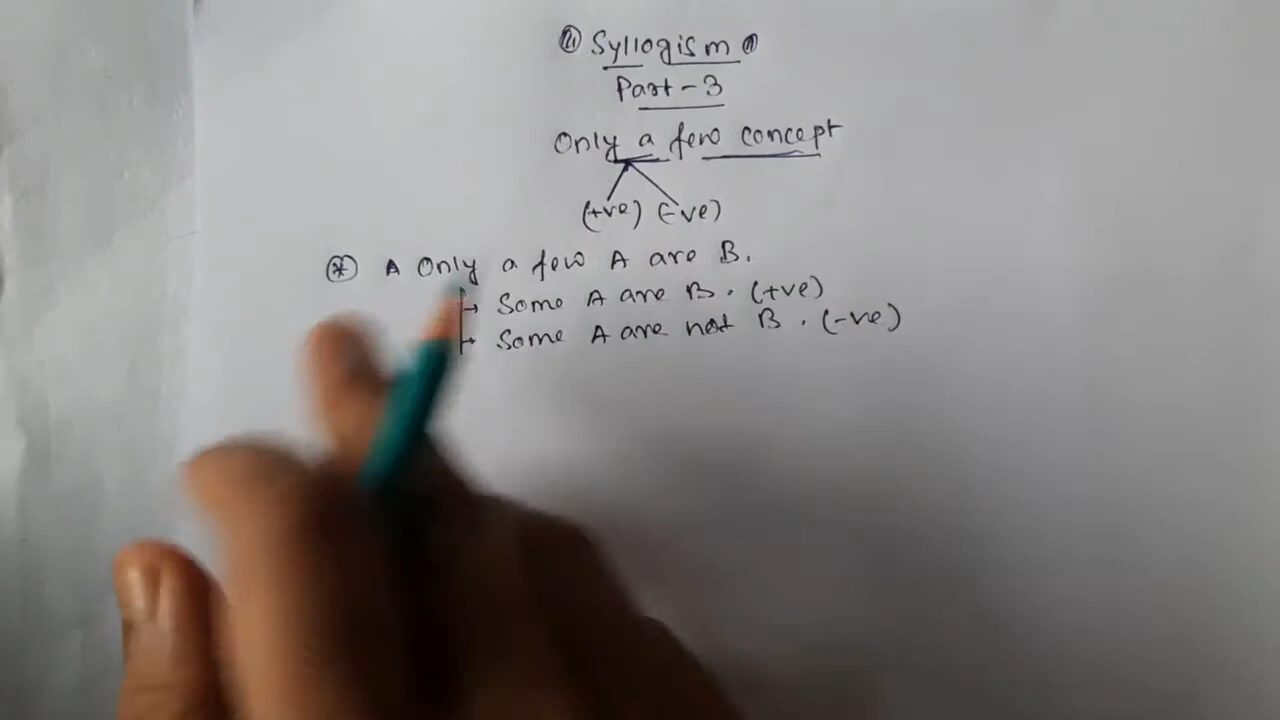 Syllogism
Part-3
Only a few concept
(+ve) (-ve)
A Only a few A are B.
Some A are B. (+ve)
Some A are not B. (-ve)